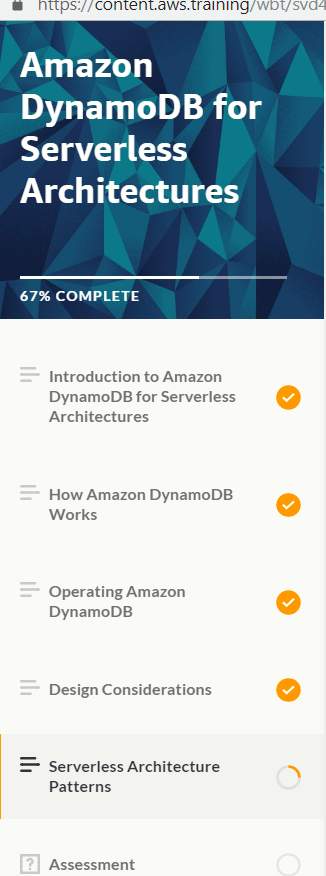 https://content.aws.training/wbt/svd4
Amazon
DynamoDB for
Serverless
Architectures
67% COMPLETE
Introduction to Amazon
DynamoDB for Serverless
Architectures
How Amazon DynamoDB
Works
Operating Amazon
DynamoDB
Design Considerations
Serverless Architecture
Patterns
? Assessment